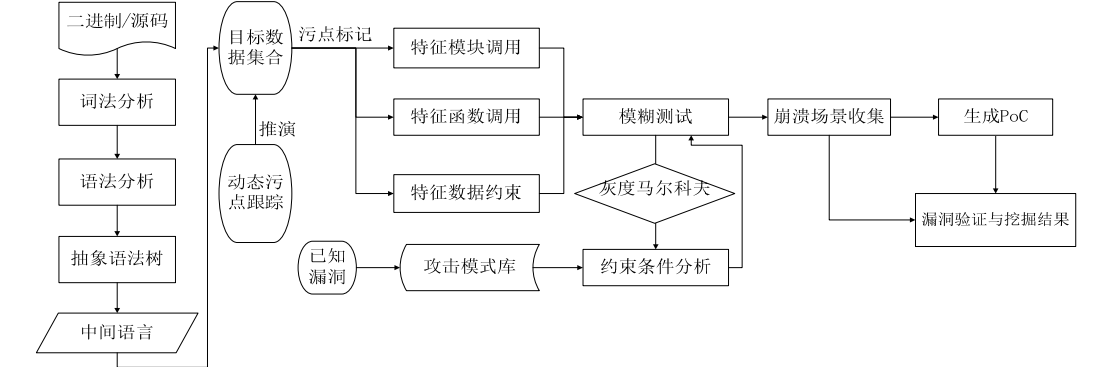 二进制/源码
词法分析
语法分析
抽象语法树
中间语言
目标数
据集合
推演
动态污
点跟踪
污点标记
特征模块调用
特征函数调用
特征数据约束
已知
漏洞
攻击模式库
模糊测试
灰度马尔科夫
约束条件分析
崩溃场景收集
生成PoC
漏洞验证与挖掘结果